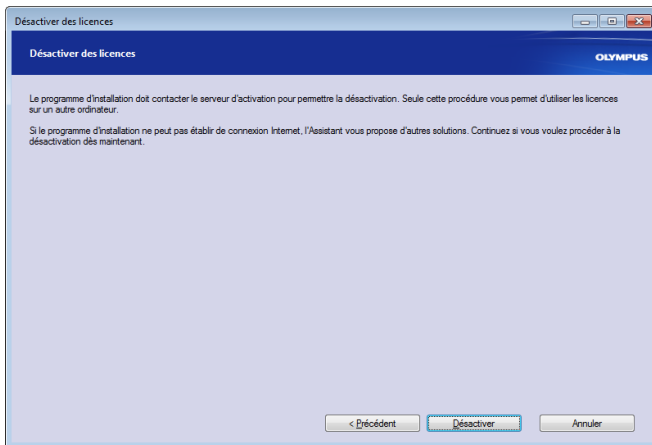 Désactiver des licences
Désactiver des licences
OLYMPUS
Le programme d'installation doit contacter le serveur d'activation pour permettre la désactivation. Seule cette procédure vous permet d'utiliser les licences
sur un autre ordinateur.
Si le programme d'installation ne peut pas établir de connexion Internet, l'Assistant vous propose d'autres solutions. Continuez si vous voulez procéder à la
désactivation dès maintenant.
< Précédent Désactiver Annuler